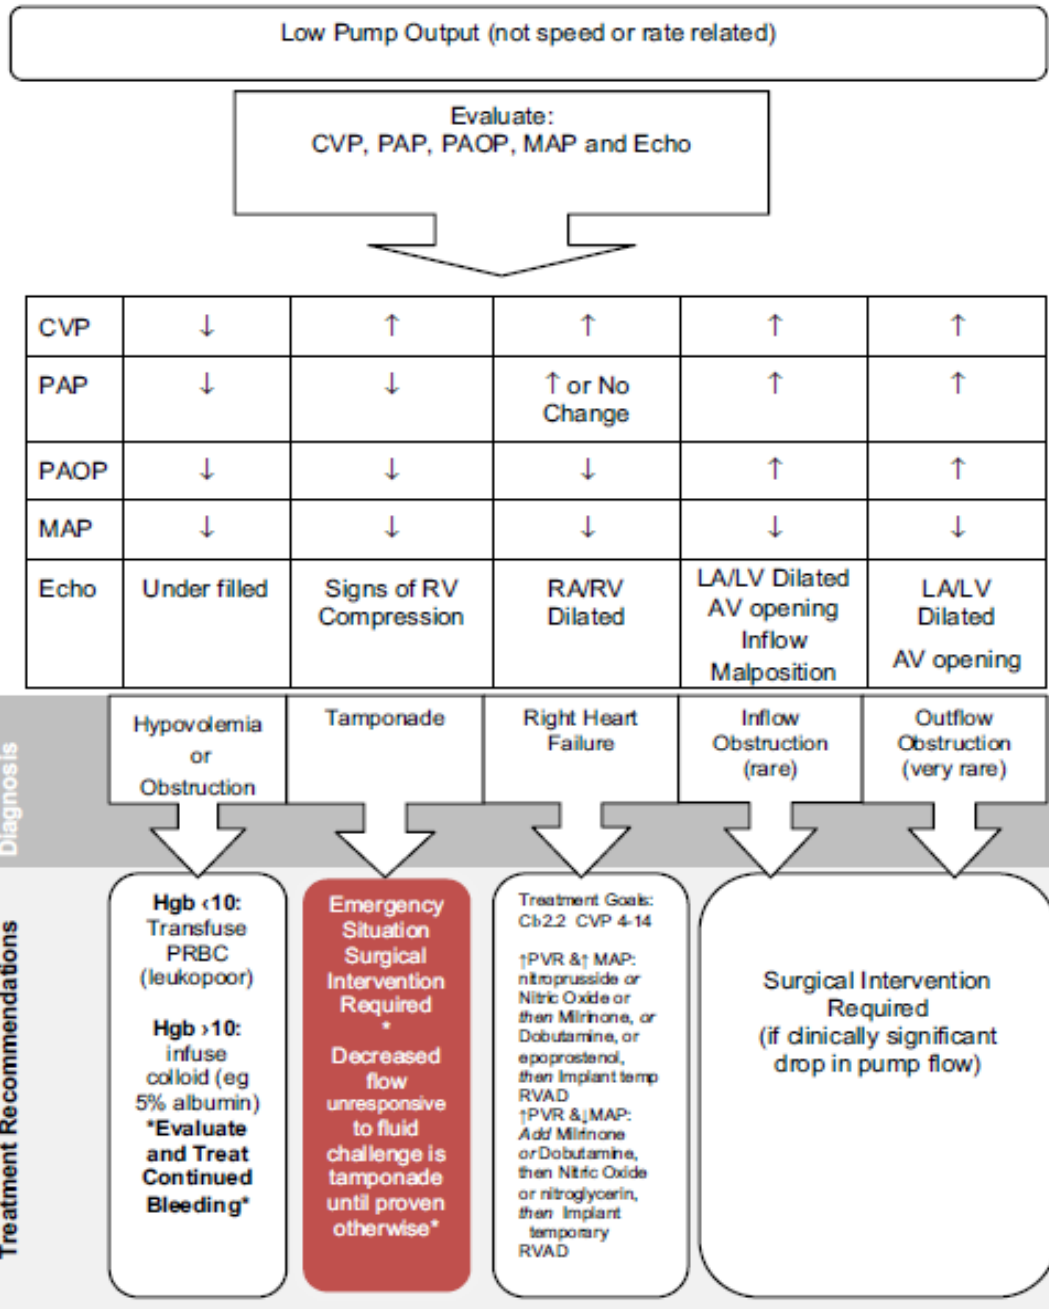 Low Pump Output (not speed or rate related)
Evaluate:
CVP, PAP, PAOP, MAP and Echo
CVP ↓ ↑ ↑ ↑ ↑
PAP ↓ ↓ ↑ or No Change ↑ ↑
PAOP ↓ ↓ ↓ ↑ ↑
MAP ↓ ↓ ↓ ↓ ↓
Echo
Under filled
Signs of RV
Compression
RA/RV
Dilated
LA/LV Dilated
AV opening
Inflow
Malposition
LA/LV
Dilated
AV opening
Diagnosis
Hypovolemia
or
Obstruction
Tamponade
Right Heart
Failure
Inflow
Obstruction
(rare)
Outflow
Obstruction
(very rare)
Treatment Recommendations
Hgb ‹10:
Transfuse
PRBC
(leukopoor)
Hgb ›10:
infuse
colloid (eg
5% albumin)
*Evaluate
and Treat
Continued
Bleeding*
Emergency
Situation
Surgical
Intervention
Required
*
Decreased
flow
unresponsive
to fluid
challenge is
tamponade
until proven
otherwise*
Treatment Goals:
CI›2.2 CVP 4-14
↑PVR &↑ MAP:
nitroprusside or
Nitric Oxide or
then Milrinone, or
Dobutamine, or
epoprostenol,
then Implant temp
RVAD
↑PVR &↓MAP:
Add Milrinone
or Dobutamine,
then Nitric Oxide
or nitroglycerin,
then Implant
temporary
RVAD
Surgical Intervention
Required
(if clinically significant
drop in pump flow)